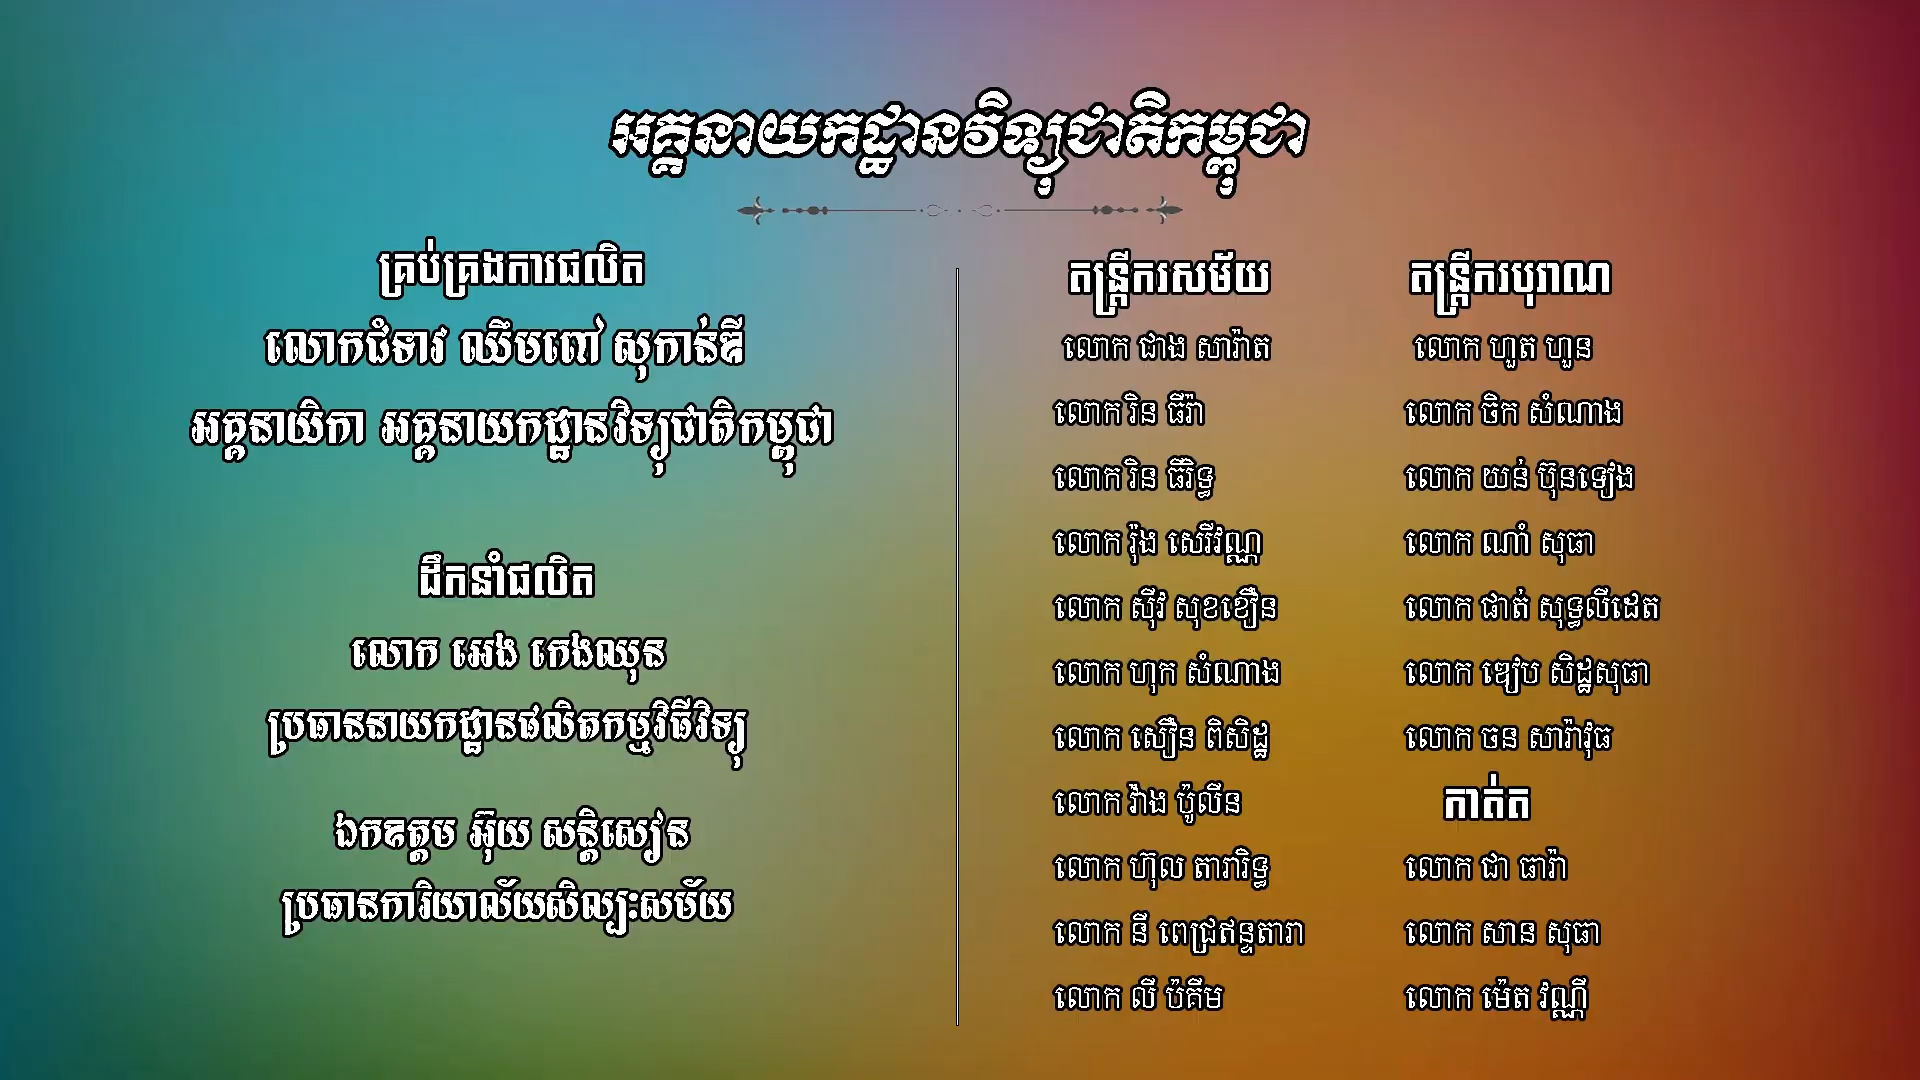 អគ្គនាយកដ្ឋានវិទ្យុជាតិកម្ពុជា
គ្រប់គ្រងការផលិត
លោកជំទាវ ឈឹមពៅ សុកាន់ឌី
អគ្គនាយិកា អគ្គនាយកដ្ឋានវិទ្យុជាតិកម្ពុជា
ដឹកនាំផលិត
លោក អេង កេងឈុន
ប្រធាននាយកដ្ឋានផលិតកម្មវិធីវិទ្យុ
ឯកឧត្តម អ៊ុយ សន្តិសៀន
ប្រធានការិយាល័យសិល្បៈសម័យ
តន្ត្រីករសម័យ
លោក ជាង សារ៉ាត
លោក រិន ធីរ៉ា
លោក រិន ធីរិទ្ធ
លោក រ៉ុង សេរីវណ្ណ
លោក ស៊ីវ សុខខឿន
លោក ហុក សំណាង
លោក សឿន ពិសិដ្ឋ
លោក វ៉ាង ប៉ូលីន
លោក ហ៊ុល តារារិទ្ធ
លោក នី ពេជ្រឥន្ទតារា
លោក លី ប៉គីម
តន្ត្រីករបុរាណ
លោក ហួត ហួន
លោក ចិក សំណាង
លោក យន់ ប៊ុនទៀង
លោក ណាំ សុធា
លោក ផាត់ សុទ្ធលីដេត
លោក ឌៀប សិដ្ឋសុធា
លោក ចន សារ៉ាវុធ
កាត់ត
លោក ជា ធារ៉ា
លោក សាន សុធា
លោក ម៉េត វណ្ណី